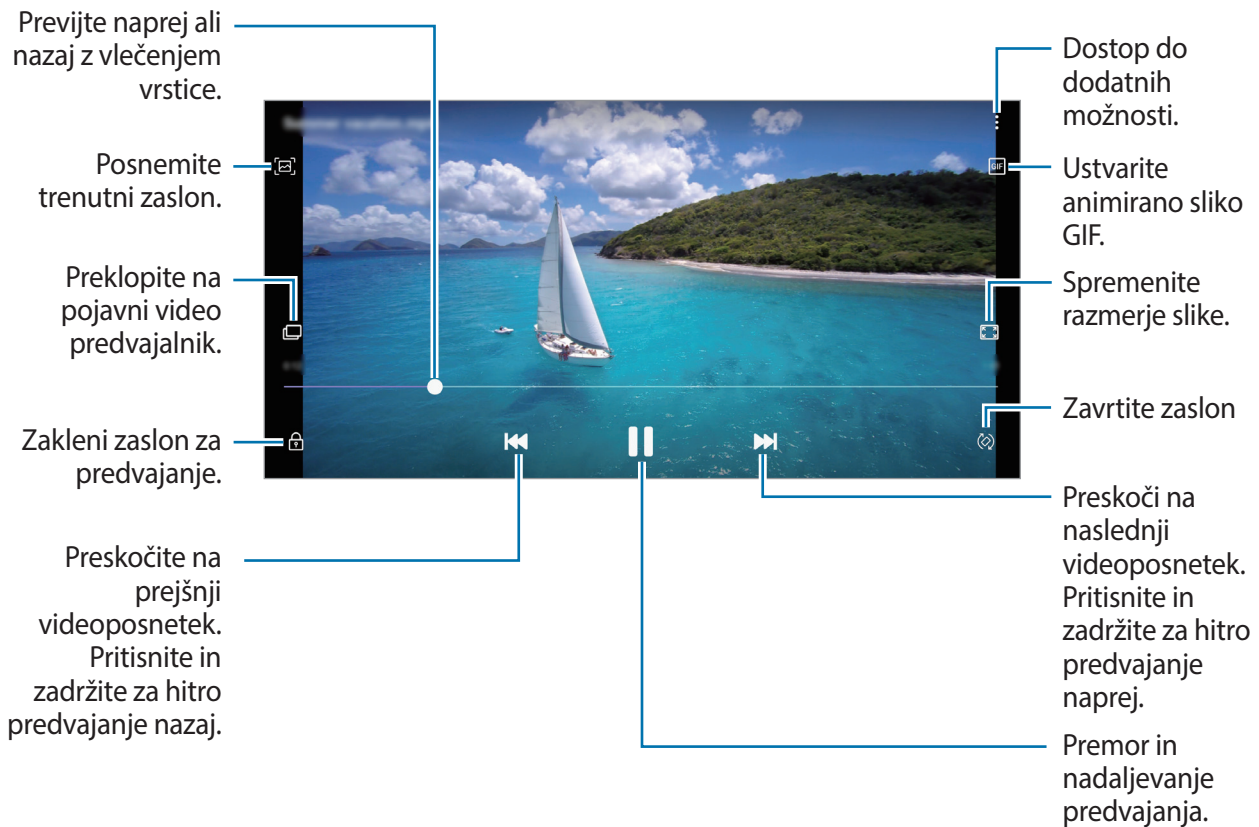 Previjte naprej ali
nazaj z vlečenjem
vrstice.
Posnemite
trenutni zaslon.
Preklopite na
pojavni video
predvajalnik.
Zakleni zaslon za
predvajanje.
Preskočite na
prejšnji
videoposnetek.
Pritisnite in
zadržite za hitro
predvajanje nazaj.
Dostop do
dodatnih
možnosti.
GIF
Ustvarite
animirano sliko
GIF.
Spremenite
razmerje slike.
Zavrtite zaslon
Preskoči na
naslednji
videoposnetek.
Pritisnite in
zadržite za hitro
predvajanje
naprej.
Premor in
nadaljevanje
predvajanja.